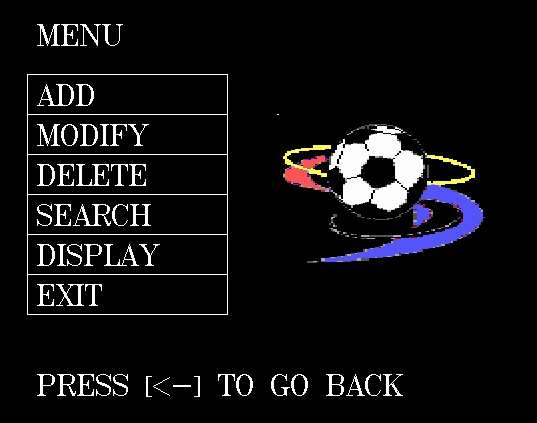 MENU
ADD
MODIFY
DELETE
SEARCH
DISPLAY
EXIT
PRESS [<-] TO GO BACK